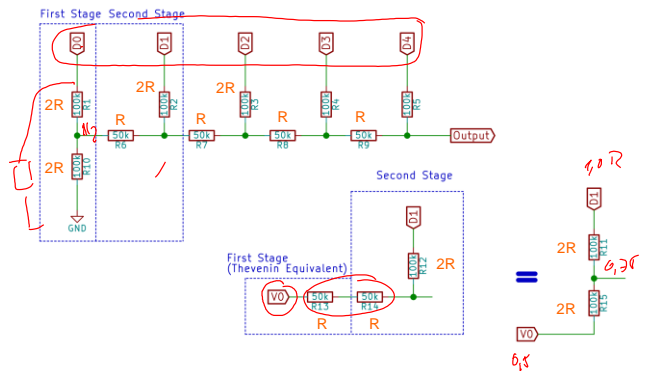 First Stage Second Stage
D0 D1 D2 D3 D4
2R 100k R1 2R 100k R2 2R 100k R3 100k R4 100k R5
R R R R
50k 50k 50k 50k Output
R6 R7 R8 R9
2R 100k R10
GND
Second Stage
D1
D1
First Stage
(Thevenin Equivalent)
100k R12 2R
2R 100k R11
V0 50k 50k
R13 R14
R R
=
2R 100k R15
V0
0,5